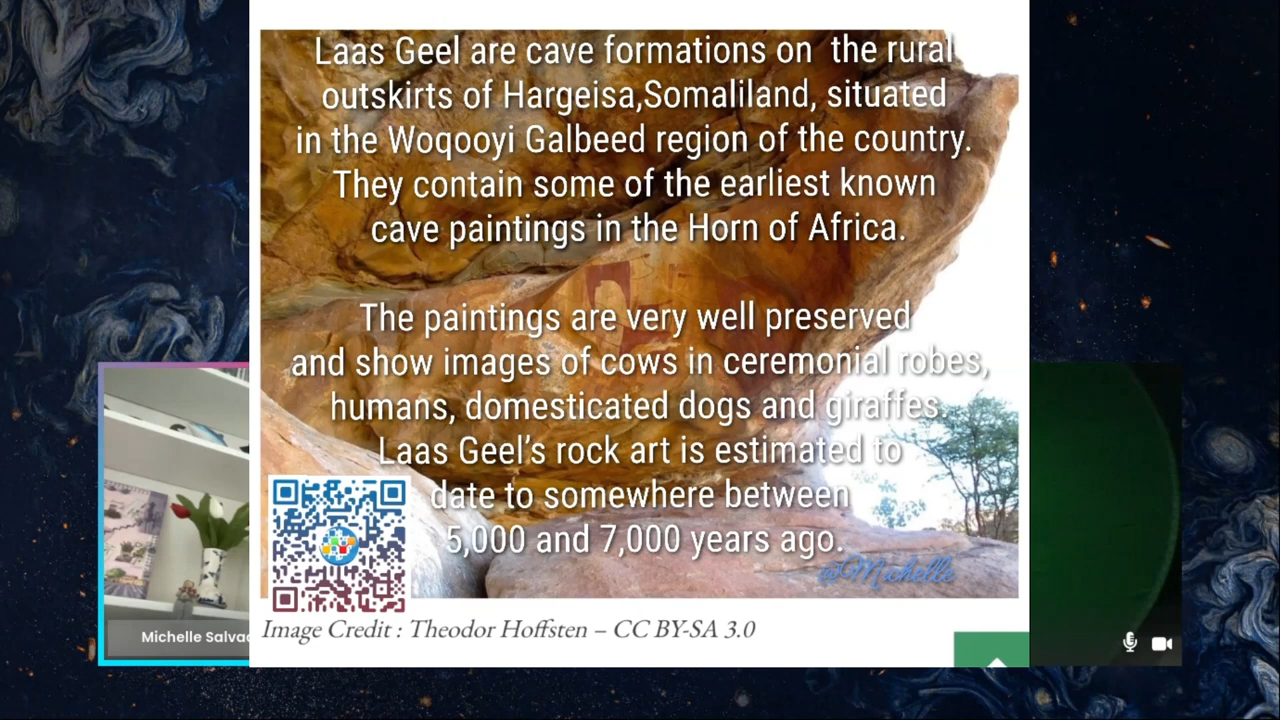 Laas Geel are cave formations on the rural
outskirts of Hargeisa,Somaliland, situated
in the Woqooyi Galbeed region of the country.
They contain some of the earliest known
cave paintings in the Horn of Africa.
The paintings are very well preserved
and show images of cows in ceremonial robes,
humans, domesticated dogs and giraffes.
Laas Geel’s rock art is estimated to
date to somewhere between
5,000 and 7,000 years ago.
@Michelle
Image Credit : Theodor Hoffsten – CC BY-SA 3.0
Michelle Salvad